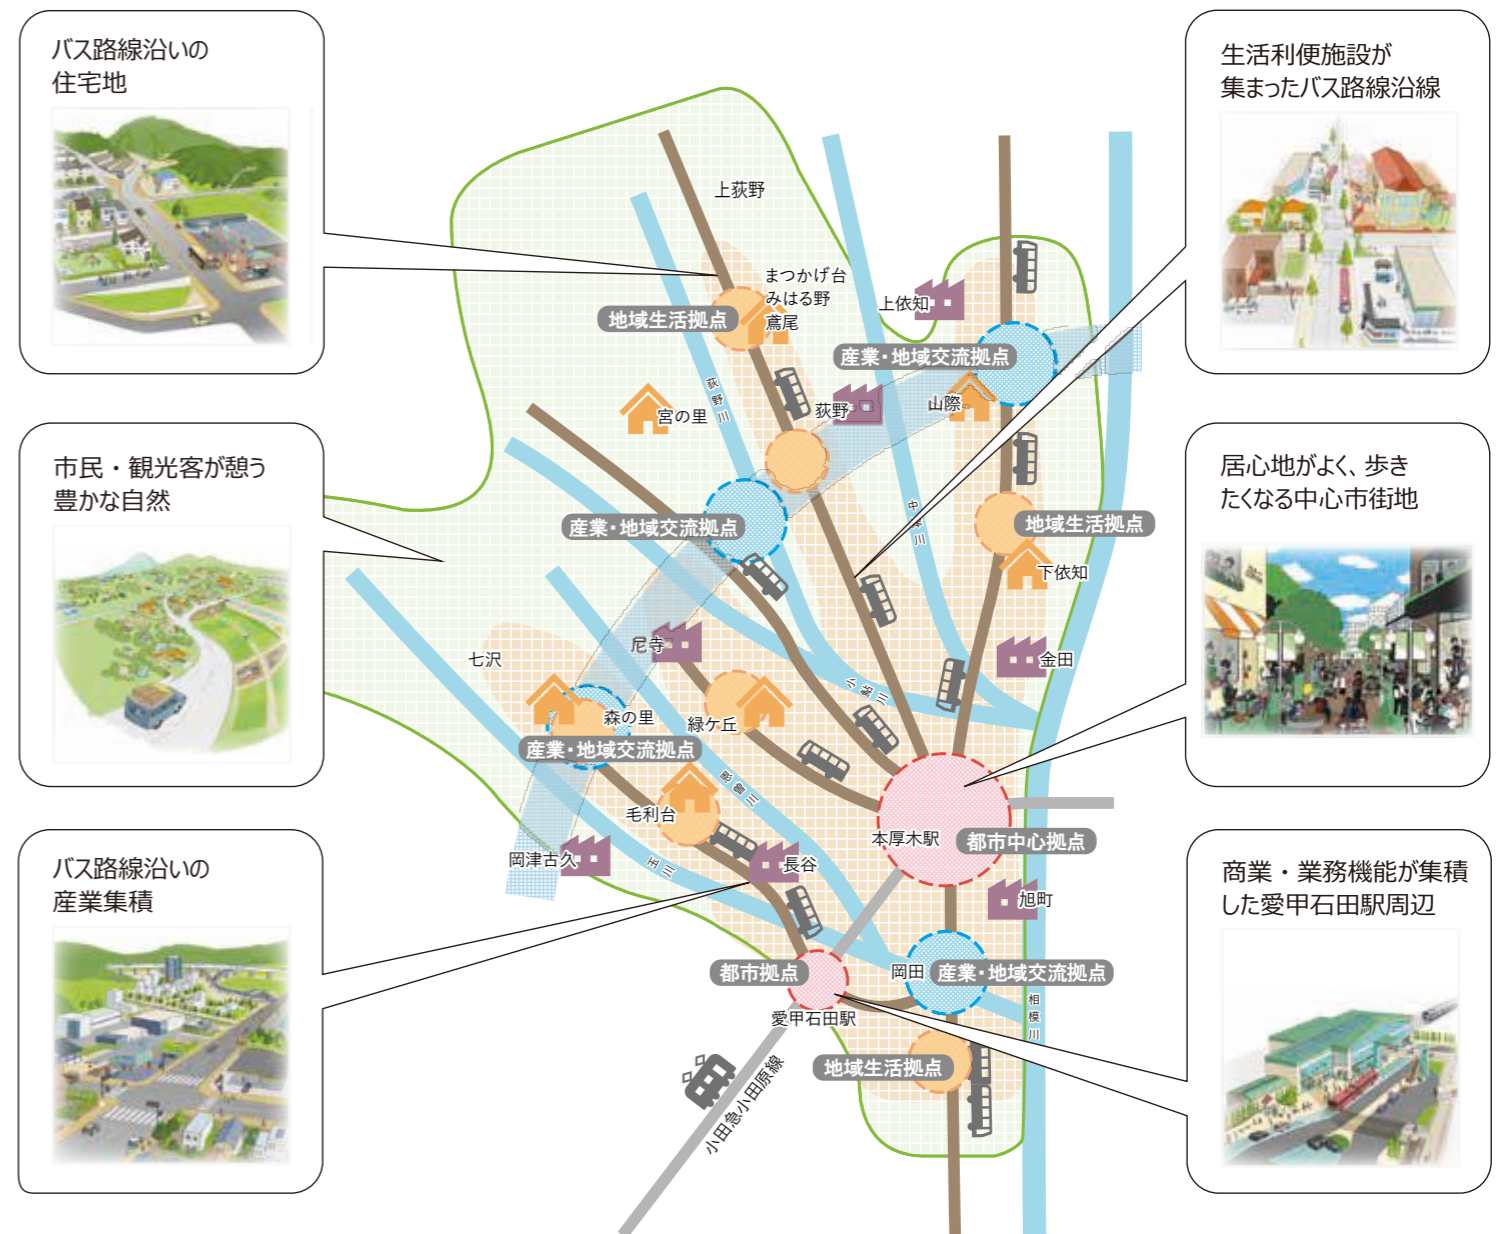 バス路線沿いの
住宅地
市民・観光客が憩う
豊かな自然
バス路線沿いの
産業集積
生活利便施設が
集まったバス路線沿線
居心地がよく、歩き
たくなる中心市街地
商業・業務機能が集積
した愛甲石田駅周辺
上荻野
まつかげ台
みはる野
鳶尾
地域生活拠点
上依知
産業・地域交流拠点
荻野川
宮の里
荻野
山際
中津川
産業・地域交流拠点
地域生活拠点
下依知
尼寺
七沢
金田
小鮎川
森の里
緑ケ丘
産業・地域交流拠点
恩曽川
毛利台
本厚木駅
都市中心拠点
岡津古久
玉川
長谷
旭町
都市拠点
岡田
産業・地域交流拠点
相模川
愛甲石田駅
地域生活拠点
小田急小田原線